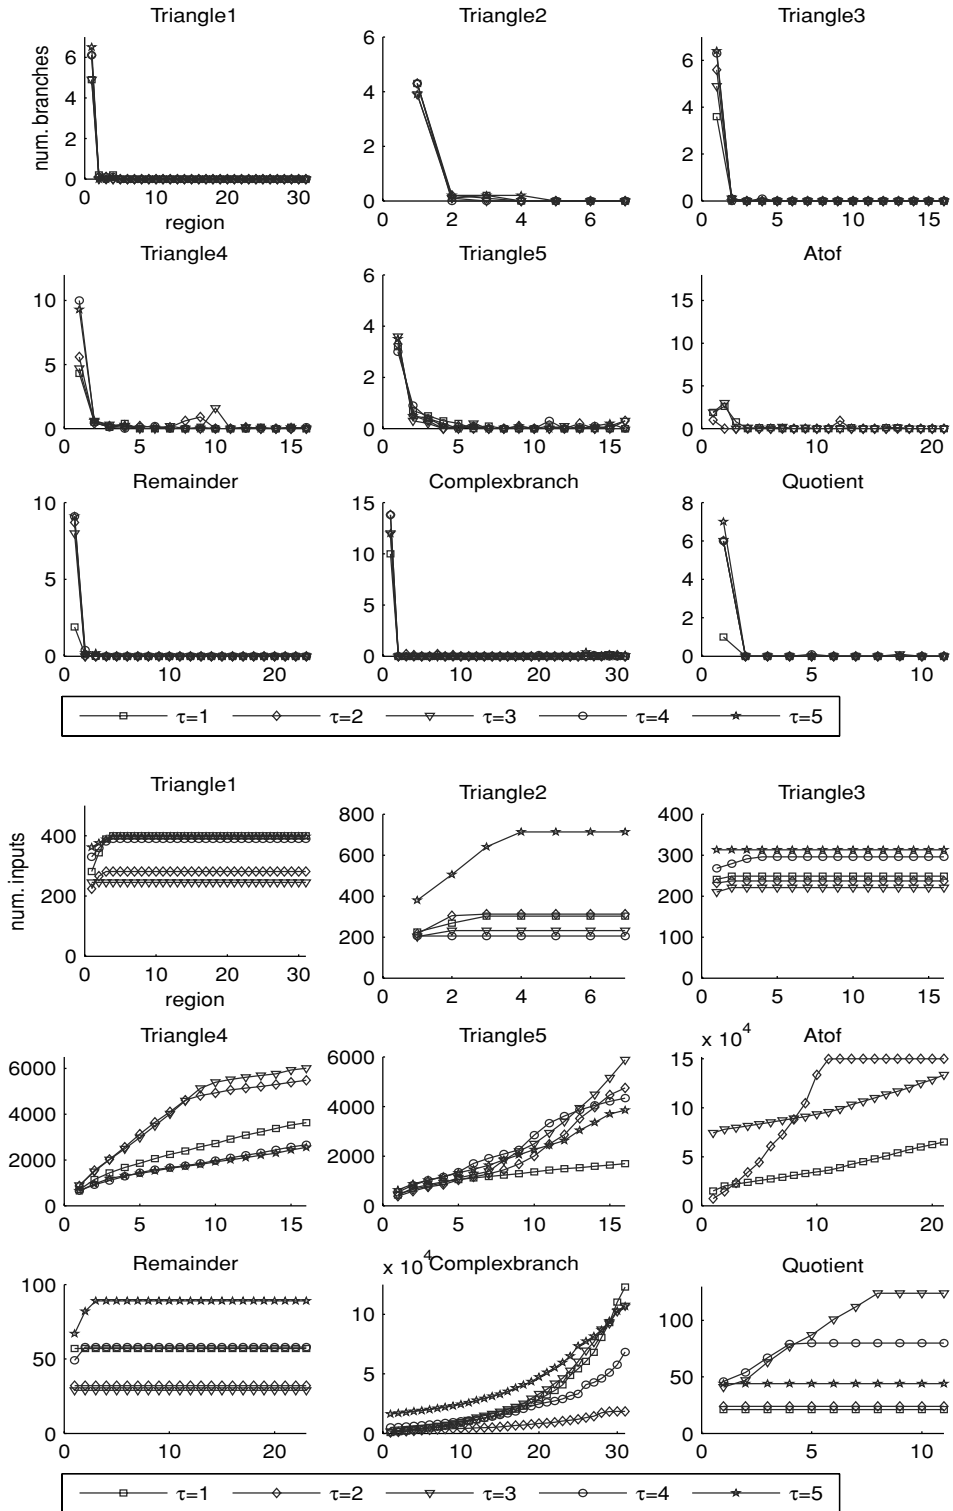 Triangle1 Triangle2 Triangle3
num. branches
6 4 2 0
0 10 20 30
region
6 4 2 0
0 2 4 6
6 4 2 0
0 5 10 15
Triangle4 Triangle5 Atof
10 5 0
0 5 10 15
6 4 2 0
0 5 10 15
15 10 5 0
0 10 20
Remainder Complexbranch Quotient
10 5 0
0 10 20
15 10 5 0
0 10 20 30
8 6 4 2 0
0 5 10
τ=1 τ=2 τ=3 τ=4 τ=5
Triangle1 Triangle2 Triangle3
num. inputs
400 200 0
0 10 20 30
region
800 600 400 200 0
0 2 4 6
400 300 200 100 0
0 5 10 15
Triangle4 Triangle5 Atof
6000 4000 2000 0
0 5 10 15
6000 4000 2000 0
0 5 10 15
x 10^4
15 10 5 0
0 10 20
Remainder Complexbranch Quotient
100 50 0
0 10 20
x 10^4
10 5 0
0 10 20 30
100 50 0
0 5 10
τ=1 τ=2 τ=3 τ=4 τ=5